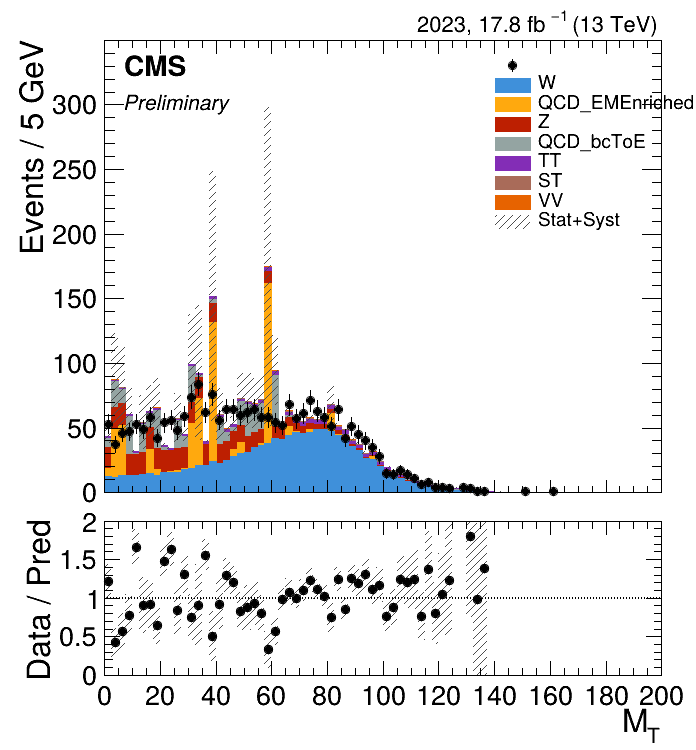 2023, 17.8 fb⁻¹ (13 TeV)
CMS
Preliminary
W
QCD_EMEnriched
Z
QCD_bcToE
TT
ST
VV
Stat+Syst
Events / 5 GeV
300
250
200
150
100
50
0
Data / Pred
2
1.5
1
0.5
0
0 20 40 60 80 100 120 140 160 180 200
M_T